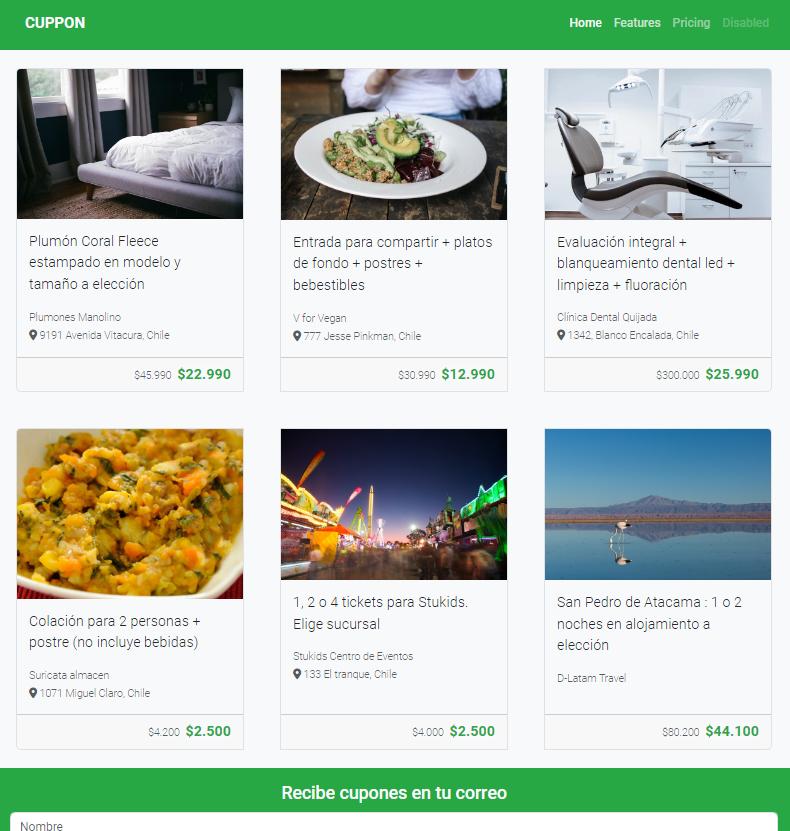 CUPPON
Home Features Pricing Disabled
Plumón Coral Fleece
estampado en modelo y
tamaño a elección
Plumones Manolino
9191 Avenida Vitacura, Chile
$45.990 $22.990
Entrada para compartir + platos
de fondo + postres +
bebestibles
V for Vegan
777 Jesse Pinkman, Chile
$30.990 $12.990
Evaluación integral +
blanqueamiento dental led +
limpieza + fluoración
Clínica Dental Quijada
1342, Blanco Encalada, Chile
$300.000 $25.990
Colación para 2 personas +
postre (no incluye bebidas)
Suricata almacen
1071 Miguel Claro, Chile
$4.200 $2.500
1, 2 o 4 tickets para Stukids.
Elige sucursal
Stukids Centro de Eventos
133 El tranque, Chile
$4.000 $2.500
San Pedro de Atacama : 1 o 2
noches en alojamiento a
elección
D-Latam Travel
$80.200 $44.100
Recibe cupones en tu correo
Nombre